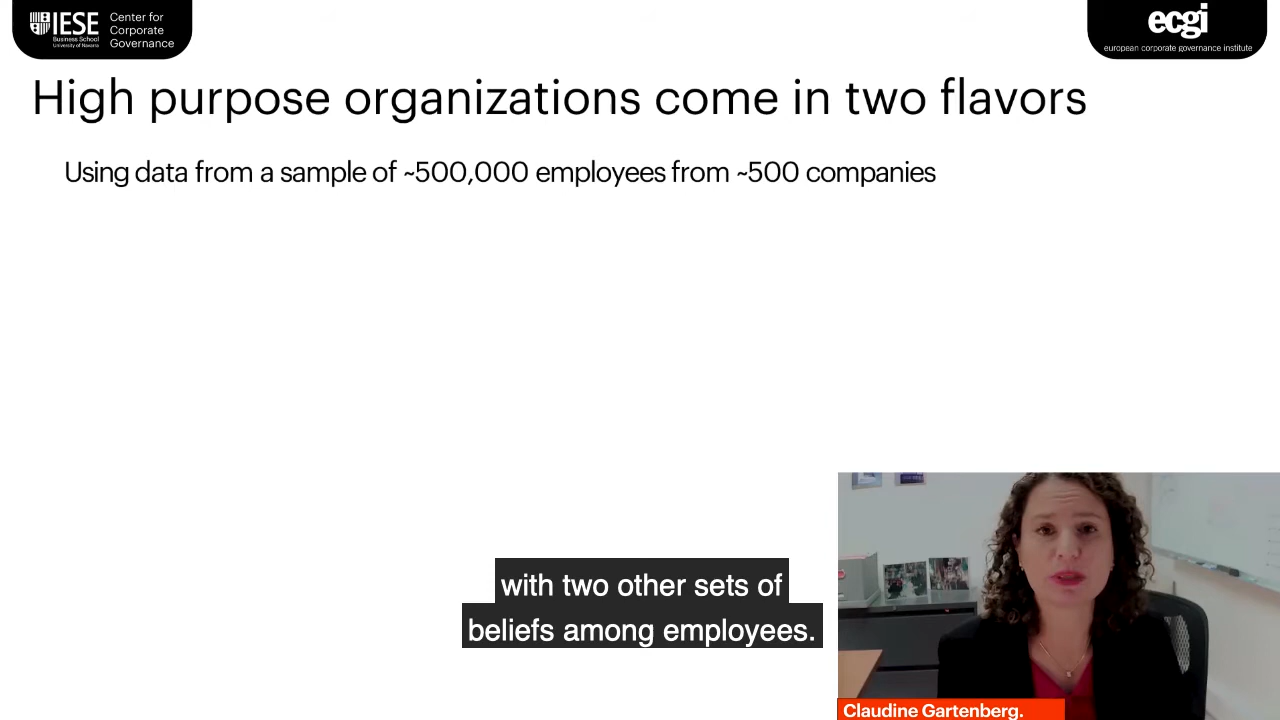 IESE
Business School
University of Navarra
Center for
Corporate
Governance
ecgi
european corporate governance institute
High purpose organizations come in two flavors
Using data from a sample of ~500,000 employees from ~500 companies
with two other sets of
beliefs among employees.
Claudine Gartenberg.